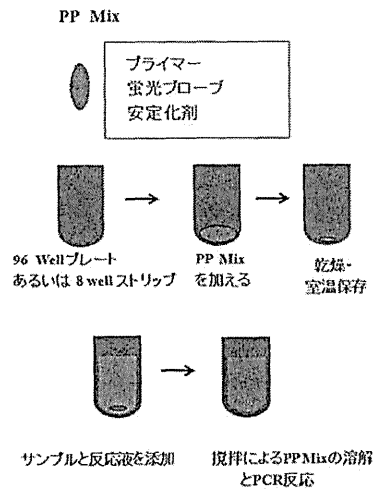 PP Mix
プライマー
蛍光プローブ
安定化剤
96 Wellプレート
あるいは 8 well ストリップ
PP Mix
を加える
乾燥・
室温保存
サンプルと反応液を添加
撹拌によるPP Mixの溶解
とPCR反応